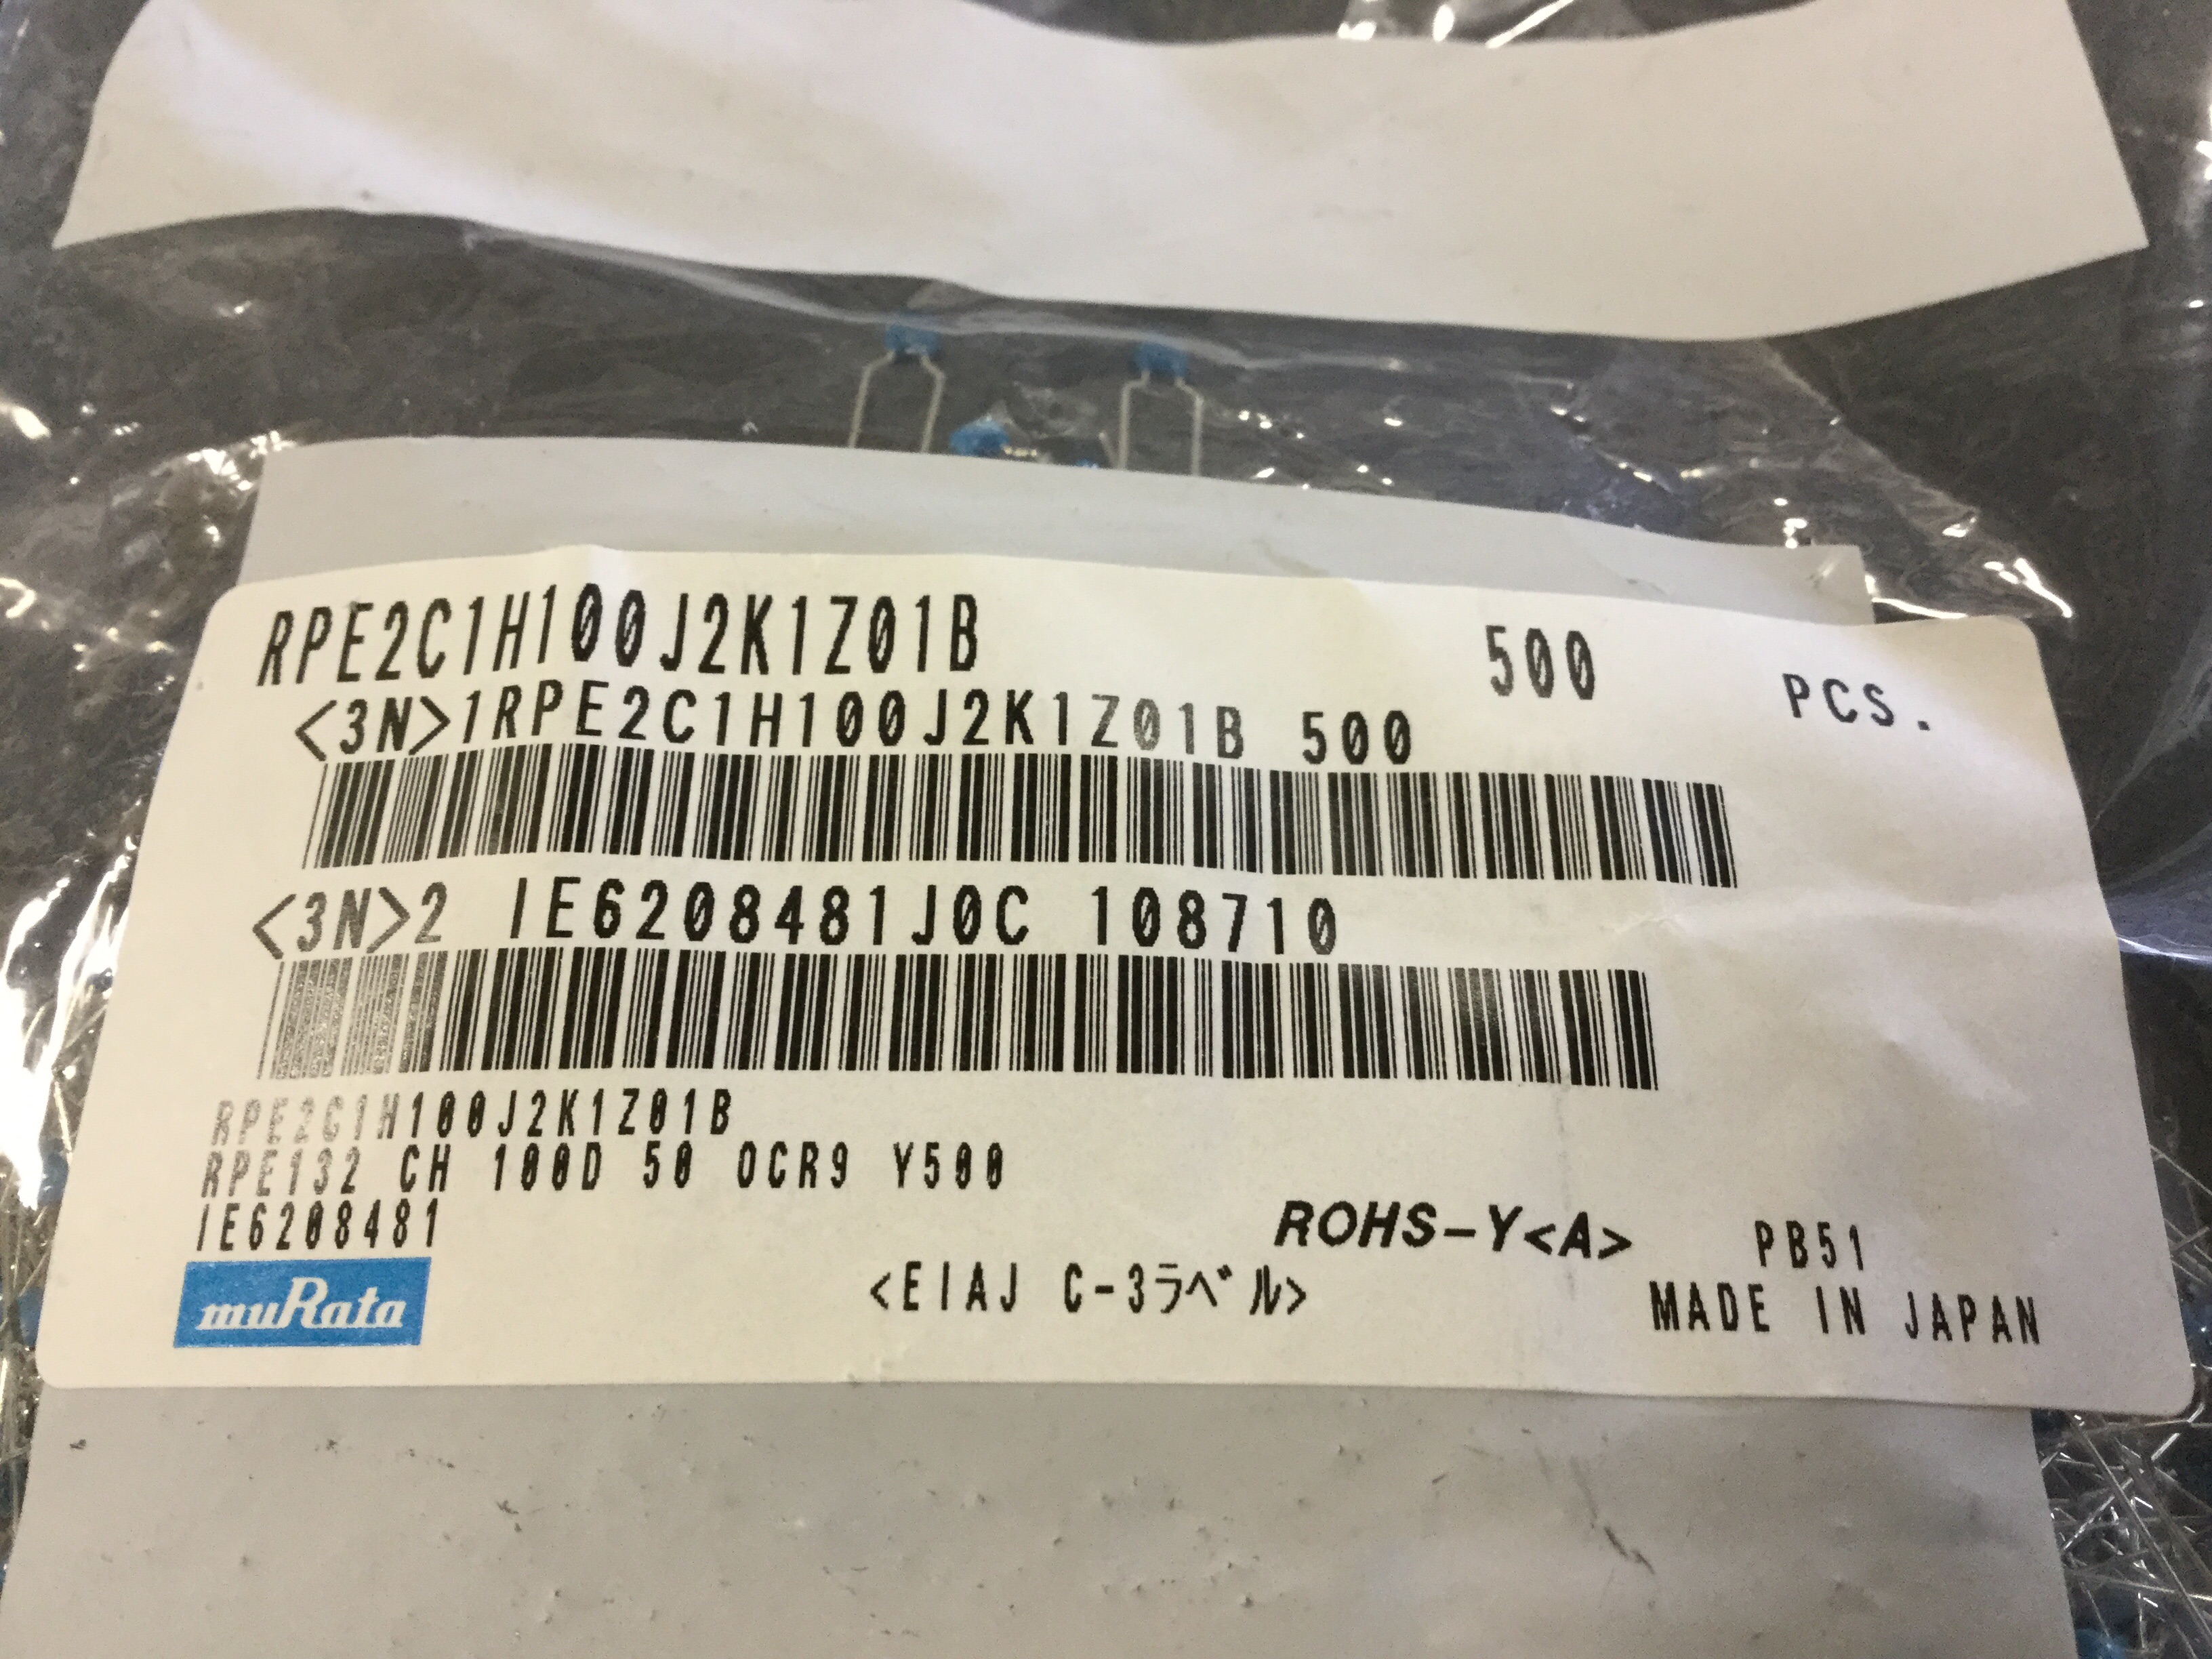 RPE2C1H100J2K1Z01B 500 PCS.
<3N>1RPE2C1H100J2K1Z01B 500
<3N>2 IE6208481J0C 108710
RPE2C1H100J2K1Z01B
RPE132 CH 100D 50 OCR9 Y500
IE6208481
ROHS-Y<A> PB51
muRata
<EIAJ C-3ラベル>
MADE IN JAPAN